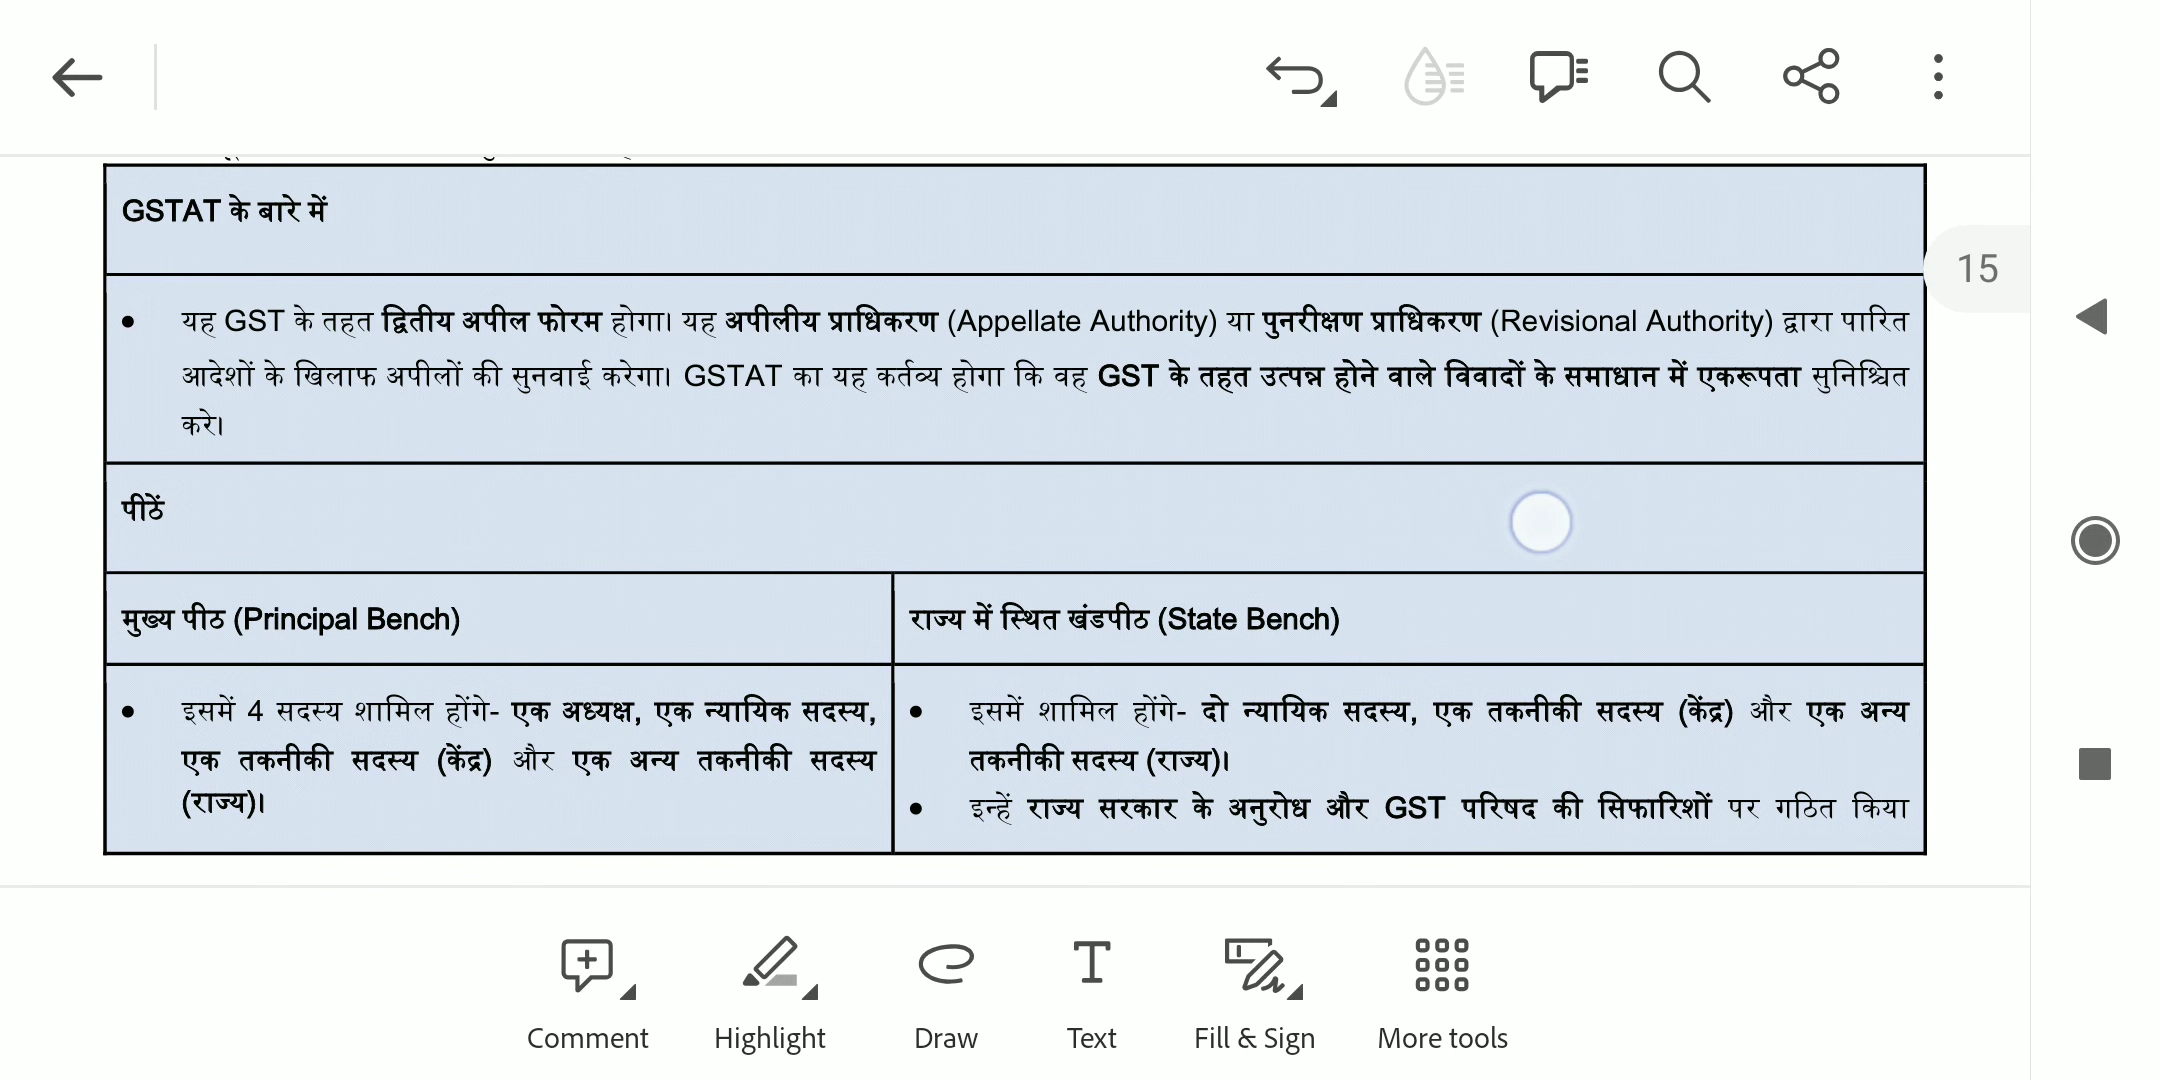 GSTAT के बारे में
15
• यह GST के तहत द्वितीय अपील फोरम होगा। यह अपीलीय प्राधिकरण (Appellate Authority) या पुनरीक्षण प्राधिकरण (Revisional Authority) द्वारा पारित
आदेशों के खिलाफ अपीलों की सुनवाई करेगा। GSTAT का यह कर्तव्य होगा कि वह GST के तहत उत्पन्न होने वाले विवादों के समाधान में एकरूपता सुनिश्चित
करे।
पीठें
मुख्य पीठ (Principal Bench)
राज्य में स्थित खंडपीठ (State Bench)
• इसमें 4 सदस्य शामिल होंगे- एक अध्यक्ष, एक न्यायिक सदस्य,
एक तकनीकी सदस्य (केंद्र) और एक अन्य तकनीकी सदस्य
(राज्य)।
• इसमें शामिल होंगे- दो न्यायिक सदस्य, एक तकनीकी सदस्य (केंद्र) और एक अन्य
तकनीकी सदस्य (राज्य)।
• इन्हें राज्य सरकार के अनुरोध और GST परिषद की सिफारिशों पर गठित किया
Comment
Highlight
Draw
Text
Fill & Sign
More tools